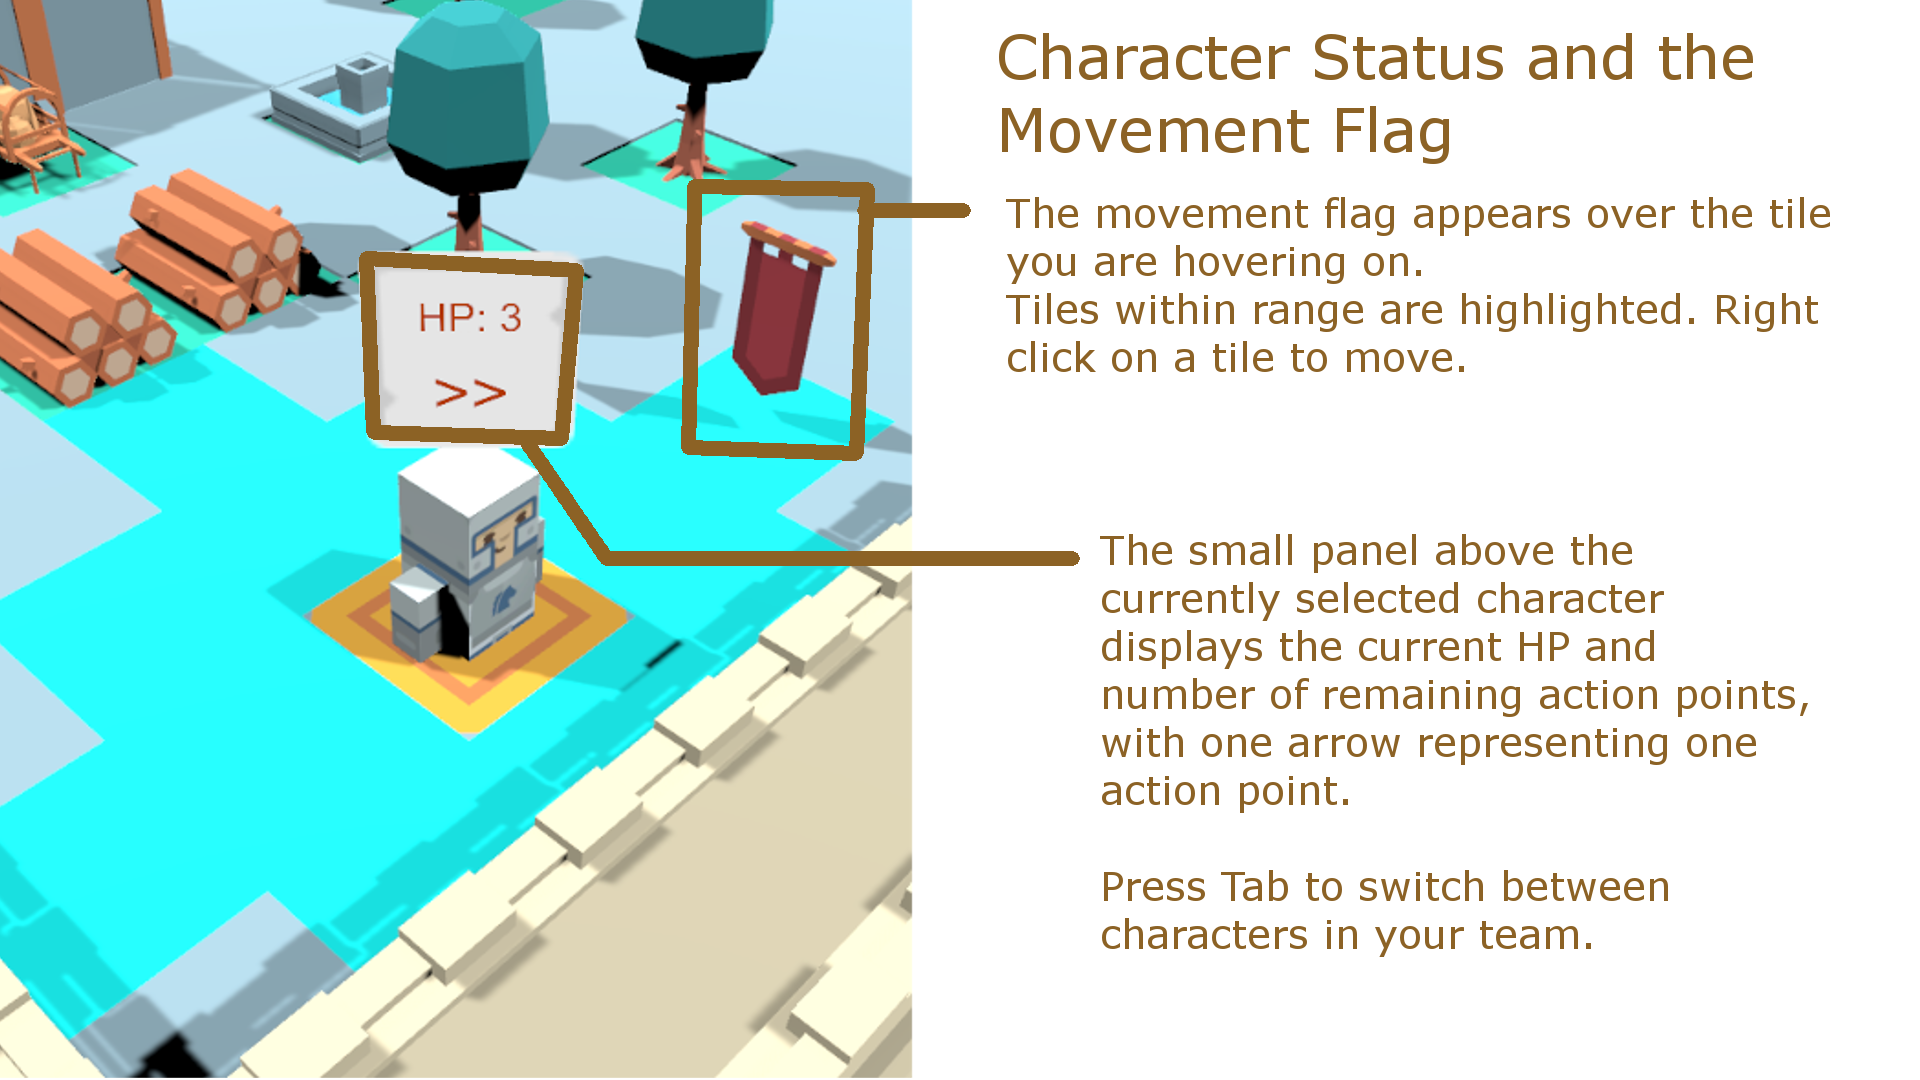 Character Status and the
Movement Flag
The movement flag appears over the tile
you are hovering on.
Tiles within range are highlighted. Right
click on a tile to move.
HP: 3
>>
The small panel above the
currently selected character
displays the current HP and
number of remaining action points,
with one arrow representing one
action point.
Press Tab to switch between
characters in your team.